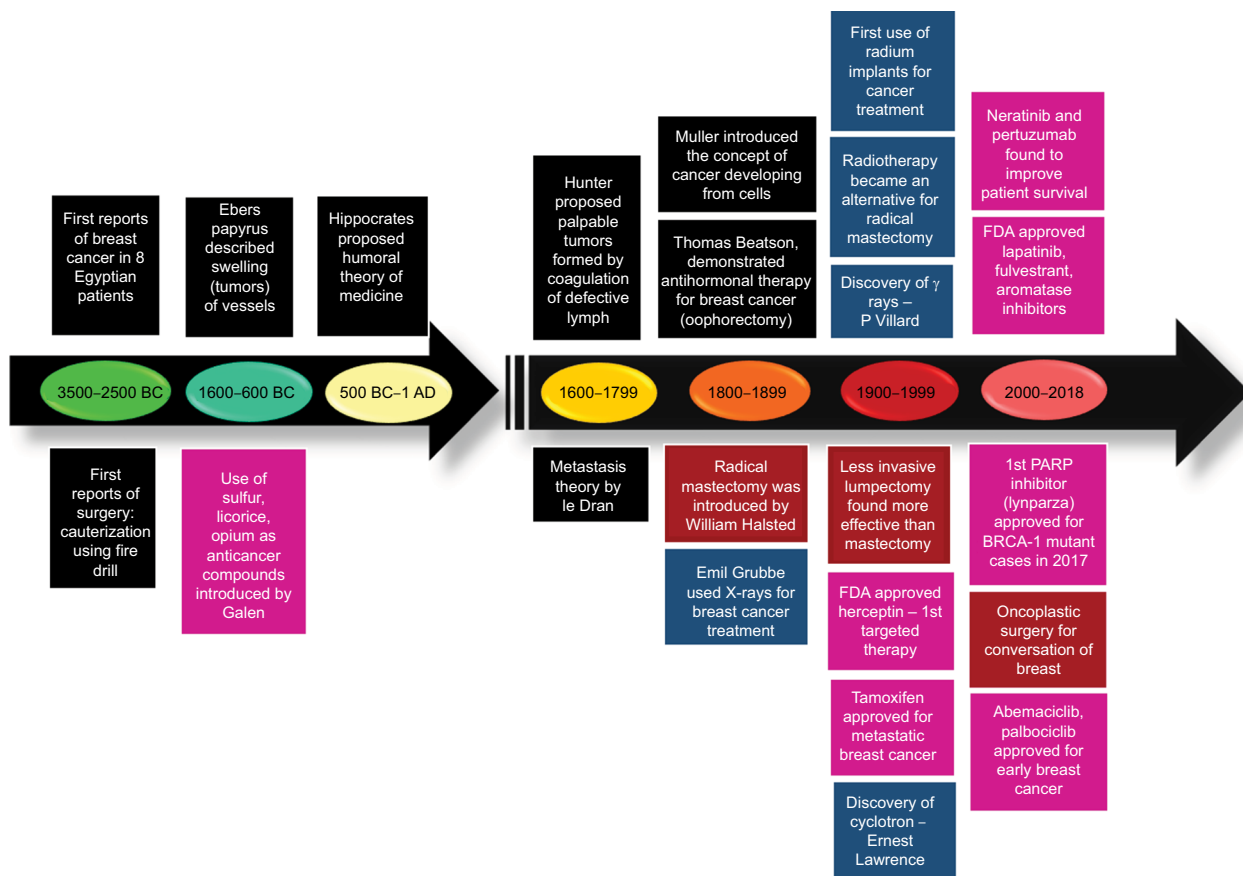 First reports
of breast
cancer in 8
Egyptian
patients
Ebers
papyrus
described
swelling
(tumors)
of vessels
Hippocrates
proposed
humoral
theory of
medicine
3500–2500 BC
1600–600 BC
500 BC–1 AD
First
reports of
surgery:
cauterization
using fire
drill
Use of
sulfur,
licorice,
opium as
anticancer
compounds
introduced by
Galen
Hunter
proposed
palpable
tumors
formed by
coagulation
of defective
lymph
Muller introduced
the concept of
cancer developing
from cells
Thomas Beatson,
demonstrated
antihormonal therapy
for breast cancer
(oophorectomy)
First use of
radium
implants for
cancer
treatment
Radiotherapy
became an
alternative for
radical
mastectomy
Discovery of γ
rays –
P Villard
Neratinib and
pertuzumab
found to
improve
patient survival
FDA approved
lapatinib,
fulvestrant,
aromatase
inhibitors
1600–1799
1800–1899
1900–1999
2000–2018
Metastasis
theory by
le Dran
Radical
mastectomy was
introduced by
William Halsted
Emil Grubbe
used X-rays for
breast cancer
treatment
Less invasive
lumpectomy
found more
effective than
mastectomy
FDA approved
herceptin – 1st
targeted
therapy
Tamoxifen
approved for
metastatic
breast cancer
Discovery of
cyclotron –
Ernest
Lawrence
1st PARP
inhibitor
(lynparza)
approved for
BRCA-1 mutant
cases in 2017
Oncoplastic
surgery for
conversation of
breast
Abemaciclib,
palbociclib
approved for
early breast
cancer